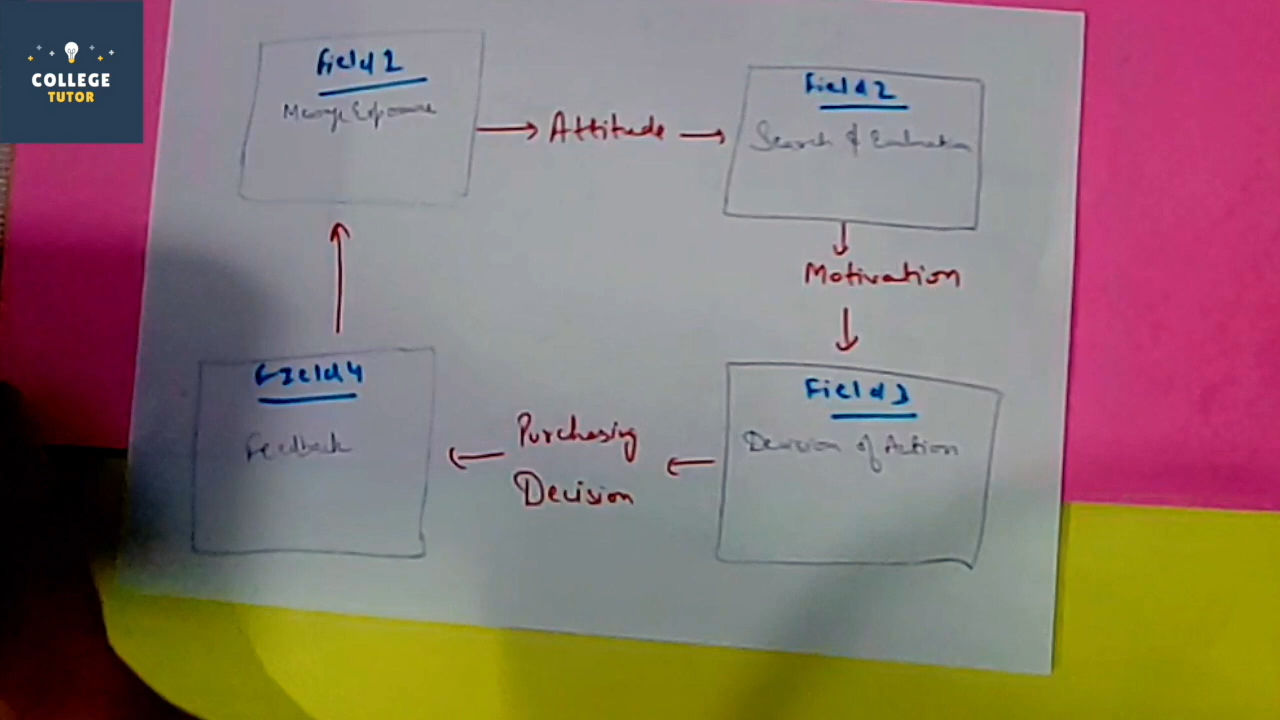 COLLEGE
TUTOR
Field 1
Message Exposure
Attitude
Field 2
Search & Evaluation
Motivation
Field 3
Decision of Action
Purchasing
Decision
Field 4
Feedback